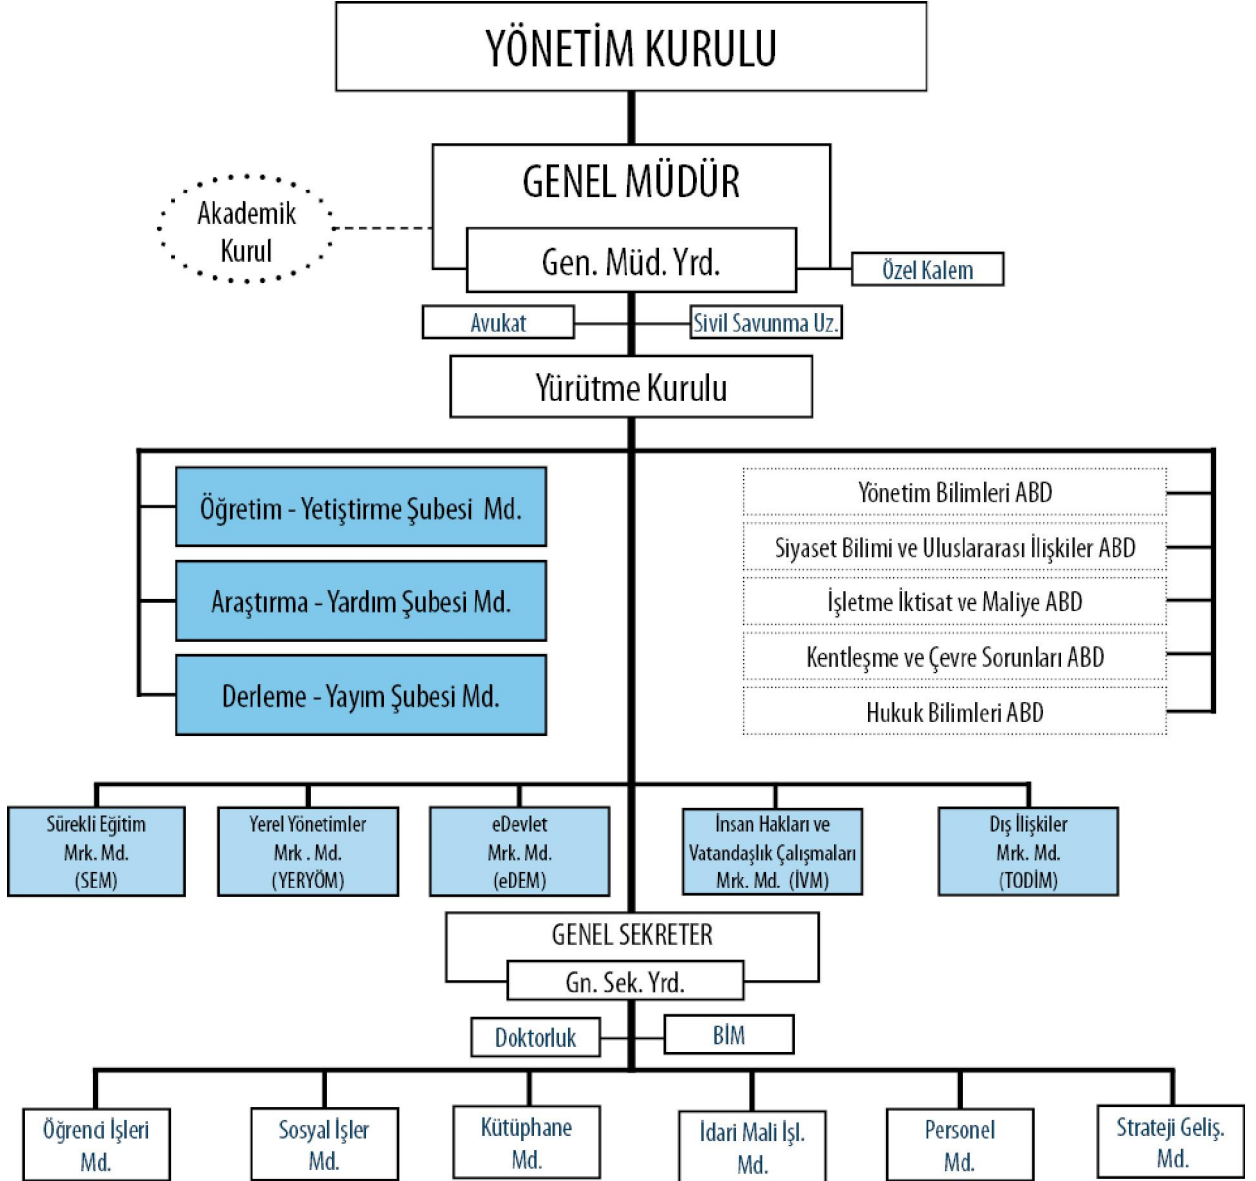 YÖNETİM KURULU
GENEL MÜDÜR
Akademik
Kurul
Gen. Müd. Yrd.
Özel Kalem
Avukat
Sivil Savunma Uz.
Yürütme Kurulu
Öğretim - Yetiştirme Şubesi Md.
Araştırma - Yardım Şubesi Md.
Derleme - Yayım Şubesi Md.
Yönetim Bilimleri ABD
Siyaset Bilimi ve Uluslararası İlişkiler ABD
İşletme İktisat ve Maliye ABD
Kentleşme ve Çevre Sorunları ABD
Hukuk Bilimleri ABD
Sürekli Eğitim
Mrk. Md.
(SEM)
Yerel Yönetimler
Mrk . Md.
(YERYÖM)
eDevlet
Mrk. Md.
(eDEM)
İnsan Hakları ve
Vatandaşlık Çalışmaları
Mrk. Md. (İVM)
Dış İlişkiler
Mrk. Md.
(TODİM)
GENEL SEKRETER
Gn. Sek. Yrd.
Doktorluk
BİM
Öğrenci İşleri
Md.
Sosyal İşler
Md.
Kütüphane
Md.
İdari Mali İşl.
Md.
Personel
Md.
Strateji Geliş.
Md.